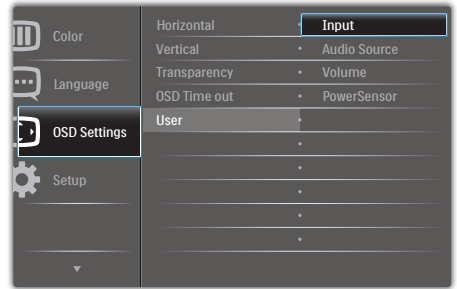 Color
Language
OSD Settings
Setup
Horizontal
Vertical
Transparency
OSD Time out
User
Input
Audio Source
Volume
PowerSensor